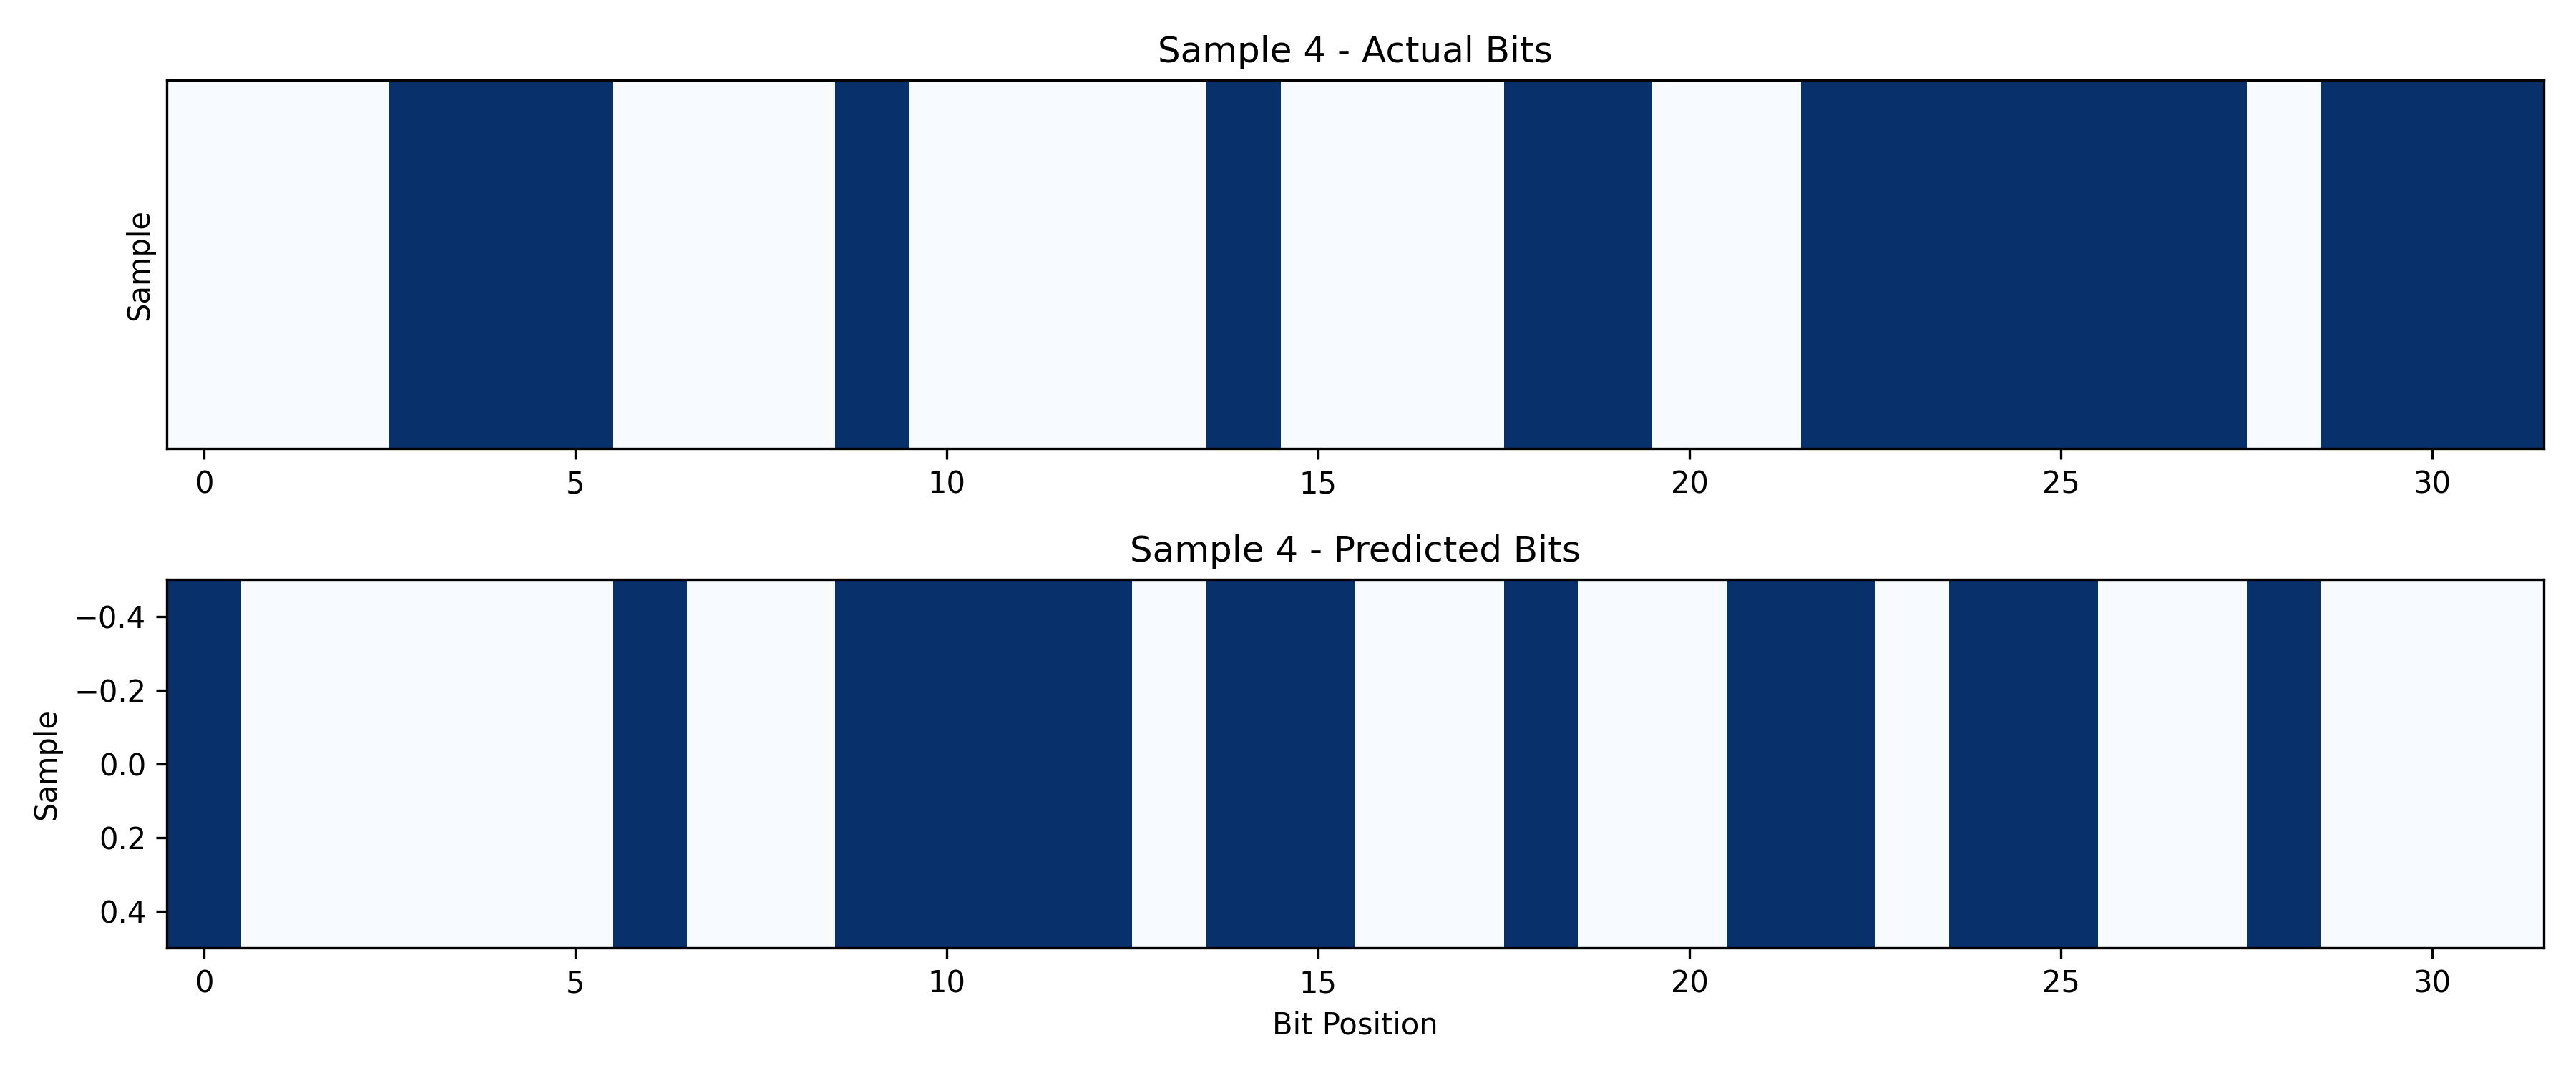 Sample 4 - Actual Bits
Sample
0 5 10 15 20 25 30
Sample 4 - Predicted Bits
Sample
−0.4
−0.2
0.0
0.2
0.4
0 5 10 15 20 25 30
Bit Position